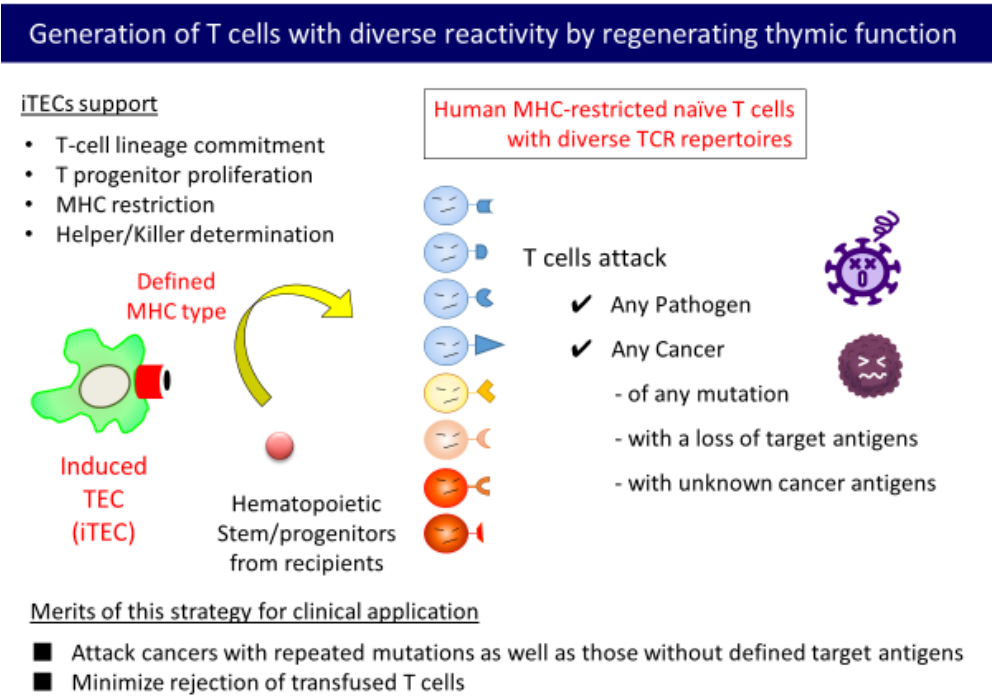 Generation of T cells with diverse reactivity by regenerating thymic function
iTECs support
• T-cell lineage commitment
• T progenitor proliferation
• MHC restriction
• Helper/Killer determination
Defined
MHC type
Induced
TEC
(iTEC)
Hematopoietic
Stem/progenitors
from recipients
Human MHC-restricted naïve T cells
with diverse TCR repertoires
T cells attack
✔ Any Pathogen
✔ Any Cancer
- of any mutation
- with a loss of target antigens
- with unknown cancer antigens
Merits of this strategy for clinical application
■ Attack cancers with repeated mutations as well as those without defined target antigens
■ Minimize rejection of transfused T cells